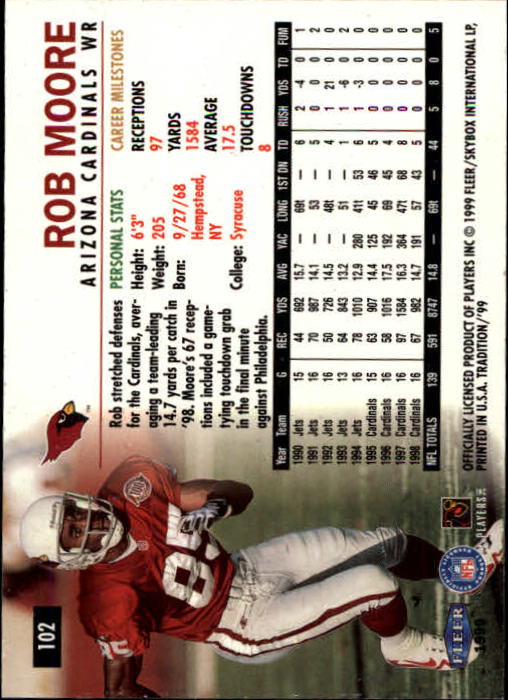 102
ROB MOORE
ARIZONA CARDINALS WR
Rob stretched defenses
for the Cardinals, aver-
aging a team-leading
14.7 yards per catch in
'98. Moore's 67 recep-
tions included a game-
tying touchdown grab
in the final minute
against Philadelphia.
PERSONAL STATS
Height: 6'3"
Weight: 205
Born:
9/27/68
Hempstead,
NY
College: Syracuse
CAREER MILESTONES
RECEPTIONS
97
YARDS
1584
AVERAGE
17.5
TOUCHDOWNS
8
Year Team G REC YDS AVG YAC LONG 1ST DN TD RUSH YDS TD FUM
1990 Jets 15 44 692 15.7 — 69t — 6 2 -4 0 1
1991 Jets 16 70 987 14.1 — 53 — 5 0 0 0 2
1992 Jets 16 50 726 14.5 — 48t — 4 1 21 0 0
1993 Jets 13 64 843 13.2 — 51 — 1 1 -6 0 2
1994 Jets 16 78 1010 12.9 280 41t 53 6 1 -3 0 0
1995 Cardinals 15 63 907 14.4 125 45 46 5 0 0 0 0
1996 Cardinals 16 58 1016 17.5 192 69 45 4 0 0 0 0
1997 Cardinals 16 97 1584 16.3 364 47t 68 8 0 0 0 0
1998 Cardinals 16 67 982 14.7 191 57 43 5 0 0 0 0
NFL TOTALS 139 591 8747 14.8 — 69t — 44 5 8 0 5
OFFICIALLY LICENSED PRODUCT OF PLAYERS INC © 1999 FLEER/SKYBOX INTERNATIONAL LP,
PRINTED IN U.S.A. TRADITION/'99
85
FLEER
1999
NFL
PLAYERS INC